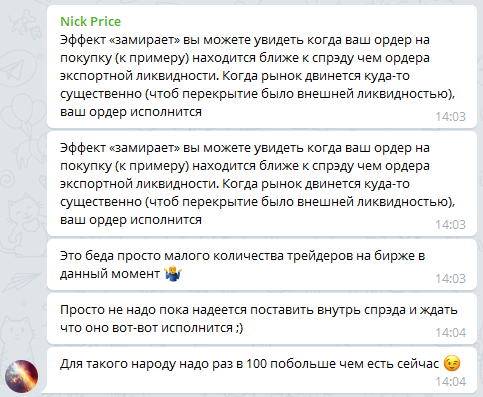 Nick Price
Эффект «замирает» вы можете увидеть когда ваш ордер на
покупку (к примеру) находится ближе к спрэду чем ордера
экспортной ликвидности. Когда рынок двинется куда-то
существенно (чтоб перекрытие было внешней ликвидностью),
ваш ордер исполнится
14:03
Эффект «замирает» вы можете увидеть когда ваш ордер на
покупку (к примеру) находится ближе к спрэду чем ордера
экспортной ликвидности. Когда рынок двинется куда-то
существенно (чтоб перекрытие было внешней ликвидностью),
ваш ордер исполнится
14:03
Это беда просто малого количества трейдеров на бирже в
данный момент 🤷‍♂️
14:03
Просто не надо пока надеется поставить внутрь спрэда и ждать
что оно вот-вот исполнится ;)
14:04
Для такого народу надо раз в 100 побольше чем есть сейчас 😉
14:04